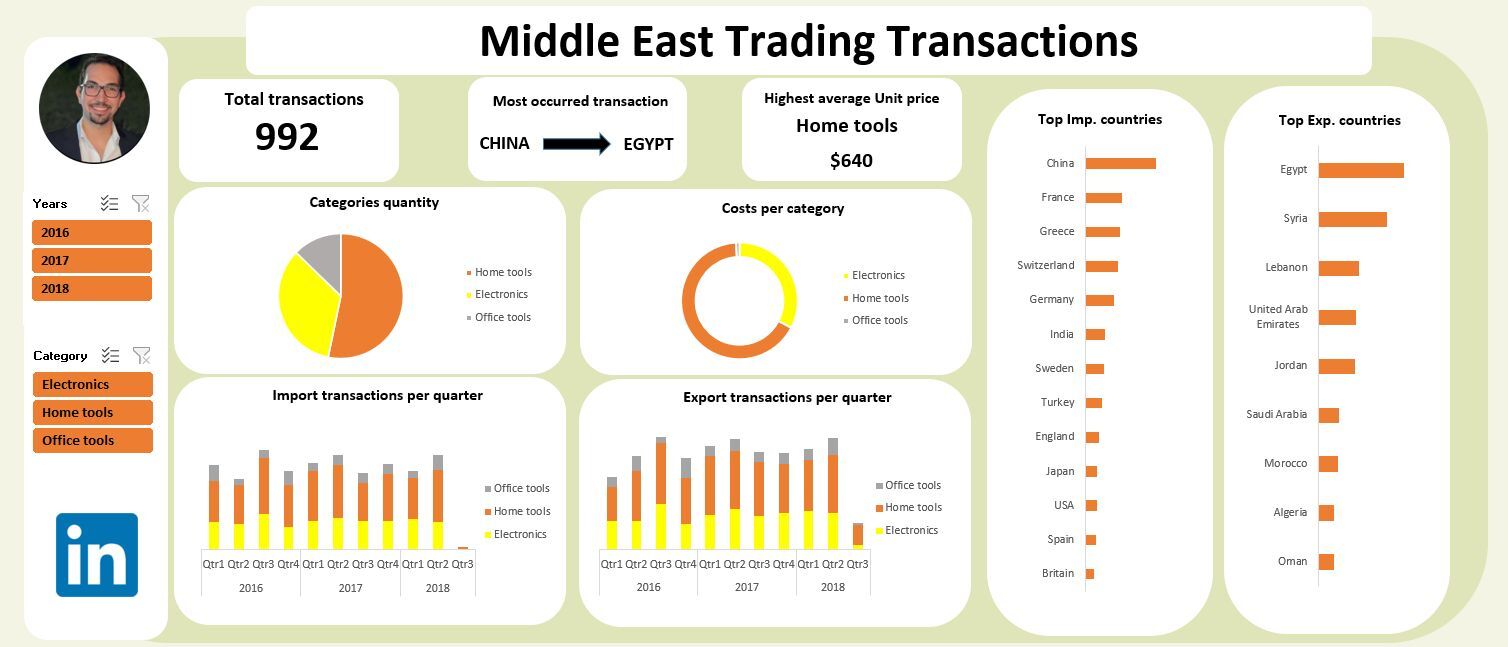 Middle East Trading Transactions
Total transactions
992
Most occurred transaction
CHINA
EGYPT
Highest average Unit price
Home tools
$640
Years
2016
2017
2018
Category
Electronics
Home tools
Office tools
in
Categories quantity
Home tools
Electronics
Office tools
Costs per category
Electronics
Home tools
Office tools
Import transactions per quarter
Office tools
Home tools
Electronics
Qtr1 Qtr2 Qtr3 Qtr4 Qtr1 Qtr2 Qtr3 Qtr4 Qtr1 Qtr2 Qtr3
2016 2017 2018
Export transactions per quarter
Office tools
Home tools
Electronics
Qtr1 Qtr2 Qtr3 Qtr4 Qtr1 Qtr2 Qtr3 Qtr4 Qtr1 Qtr2 Qtr3
2016 2017 2018
Top Imp. countries
China
France
Greece
Switzerland
Germany
India
Sweden
Turkey
England
Japan
USA
Spain
Britain
Top Exp. countries
Egypt
Syria
Lebanon
United Arab
Emirates
Jordan
Saudi Arabia
Morocco
Algeria
Oman